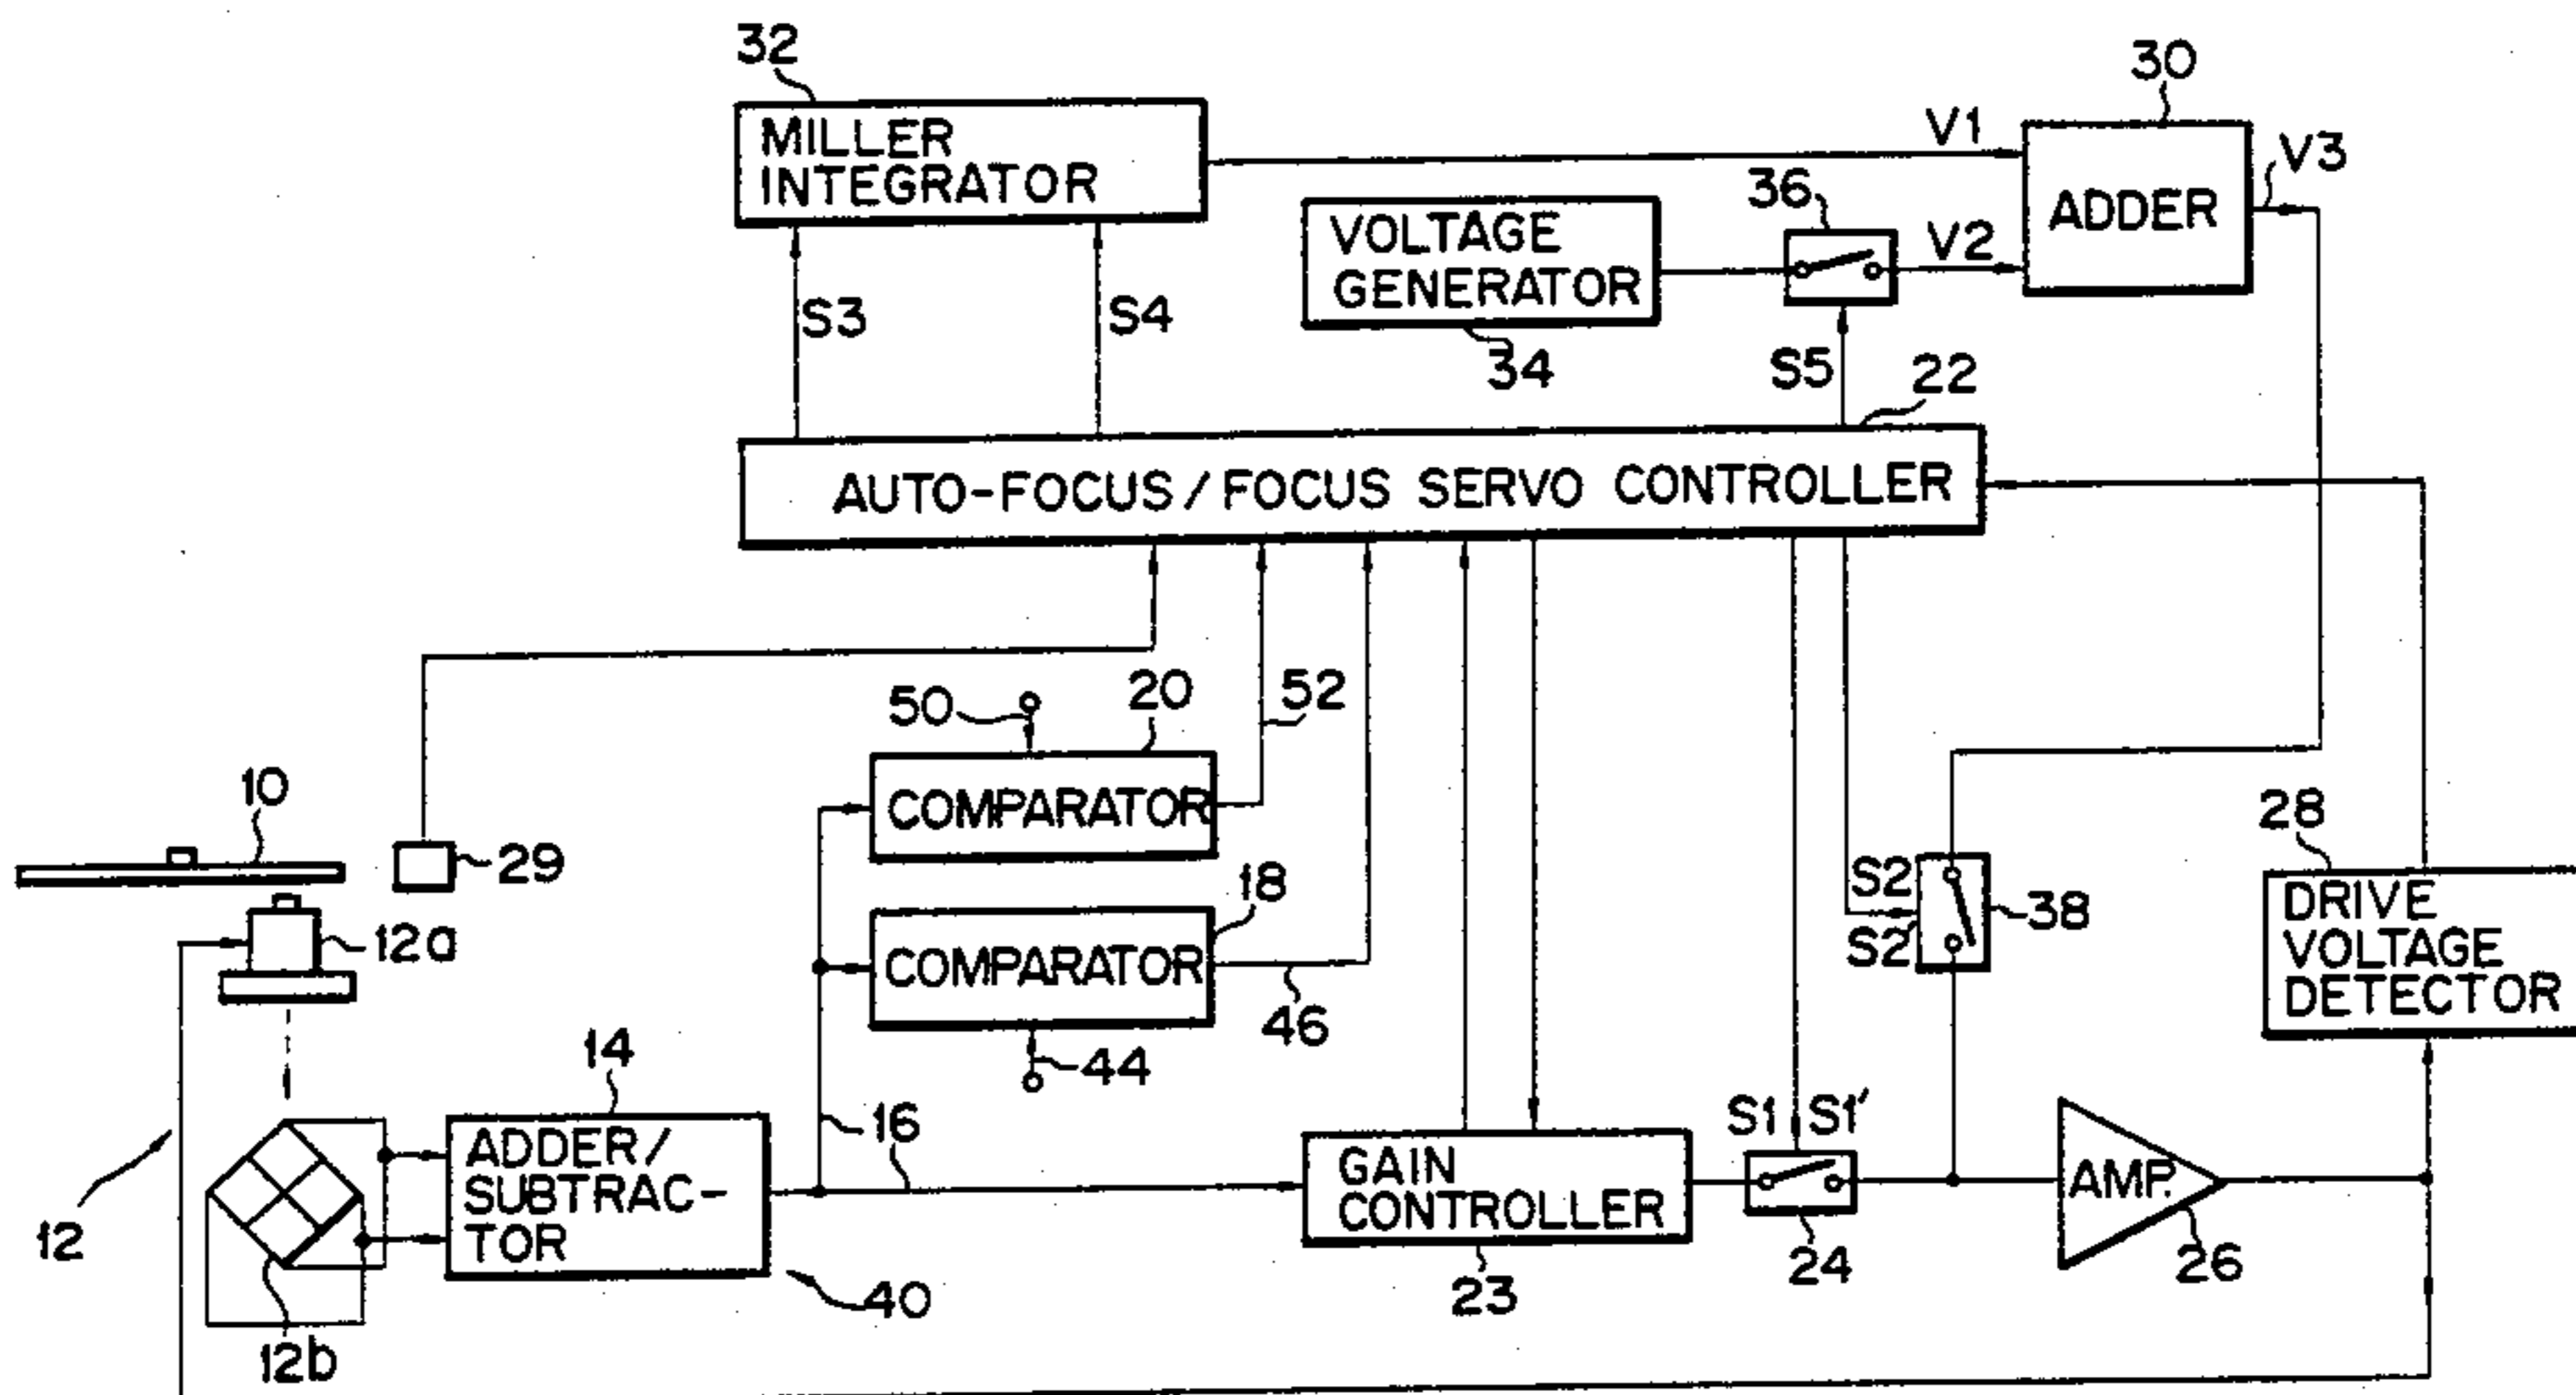 32
30
MILLER
INTEGRATOR
V1
V3
36
ADDER
VOLTAGE
GENERATOR
V2
S3
S4
34
S5
22
AUTO-FOCUS/FOCUS SERVO CONTROLLER
50
20
52
10
COMPARATOR
28
29
18
S2
38
DRIVE
VOLTAGE
DETECTOR
12a
COMPARATOR
S2
46
14
44
16
S1 S1′
12
ADDER/
SUBTRAC-
TOR
GAIN
CONTROLLER
AMP.
24
26
40
23
12b